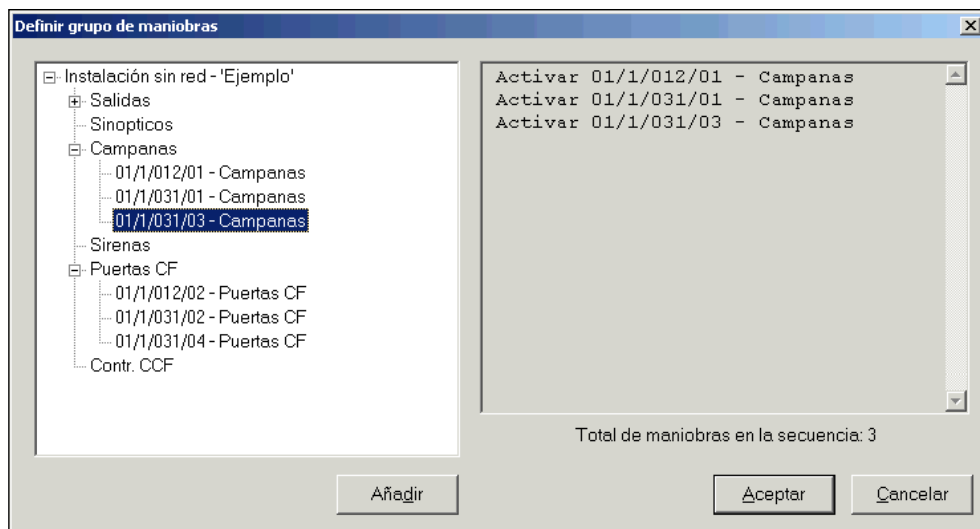 Definir grupo de maniobras
Instalación sin red - 'Ejemplo'
Salidas
Sinopticos
Campanas
01/1/012/01 - Campanas
01/1/031/01 - Campanas
01/1/031/03 - Campanas
Sirenas
Puertas CF
01/1/012/02 - Puertas CF
01/1/031/02 - Puertas CF
01/1/031/04 - Puertas CF
Contr. CCF
Activar 01/1/012/01 - Campanas
Activar 01/1/031/01 - Campanas
Activar 01/1/031/03 - Campanas
Total de maniobras en la secuencia: 3
Añadir
Aceptar
Cancelar